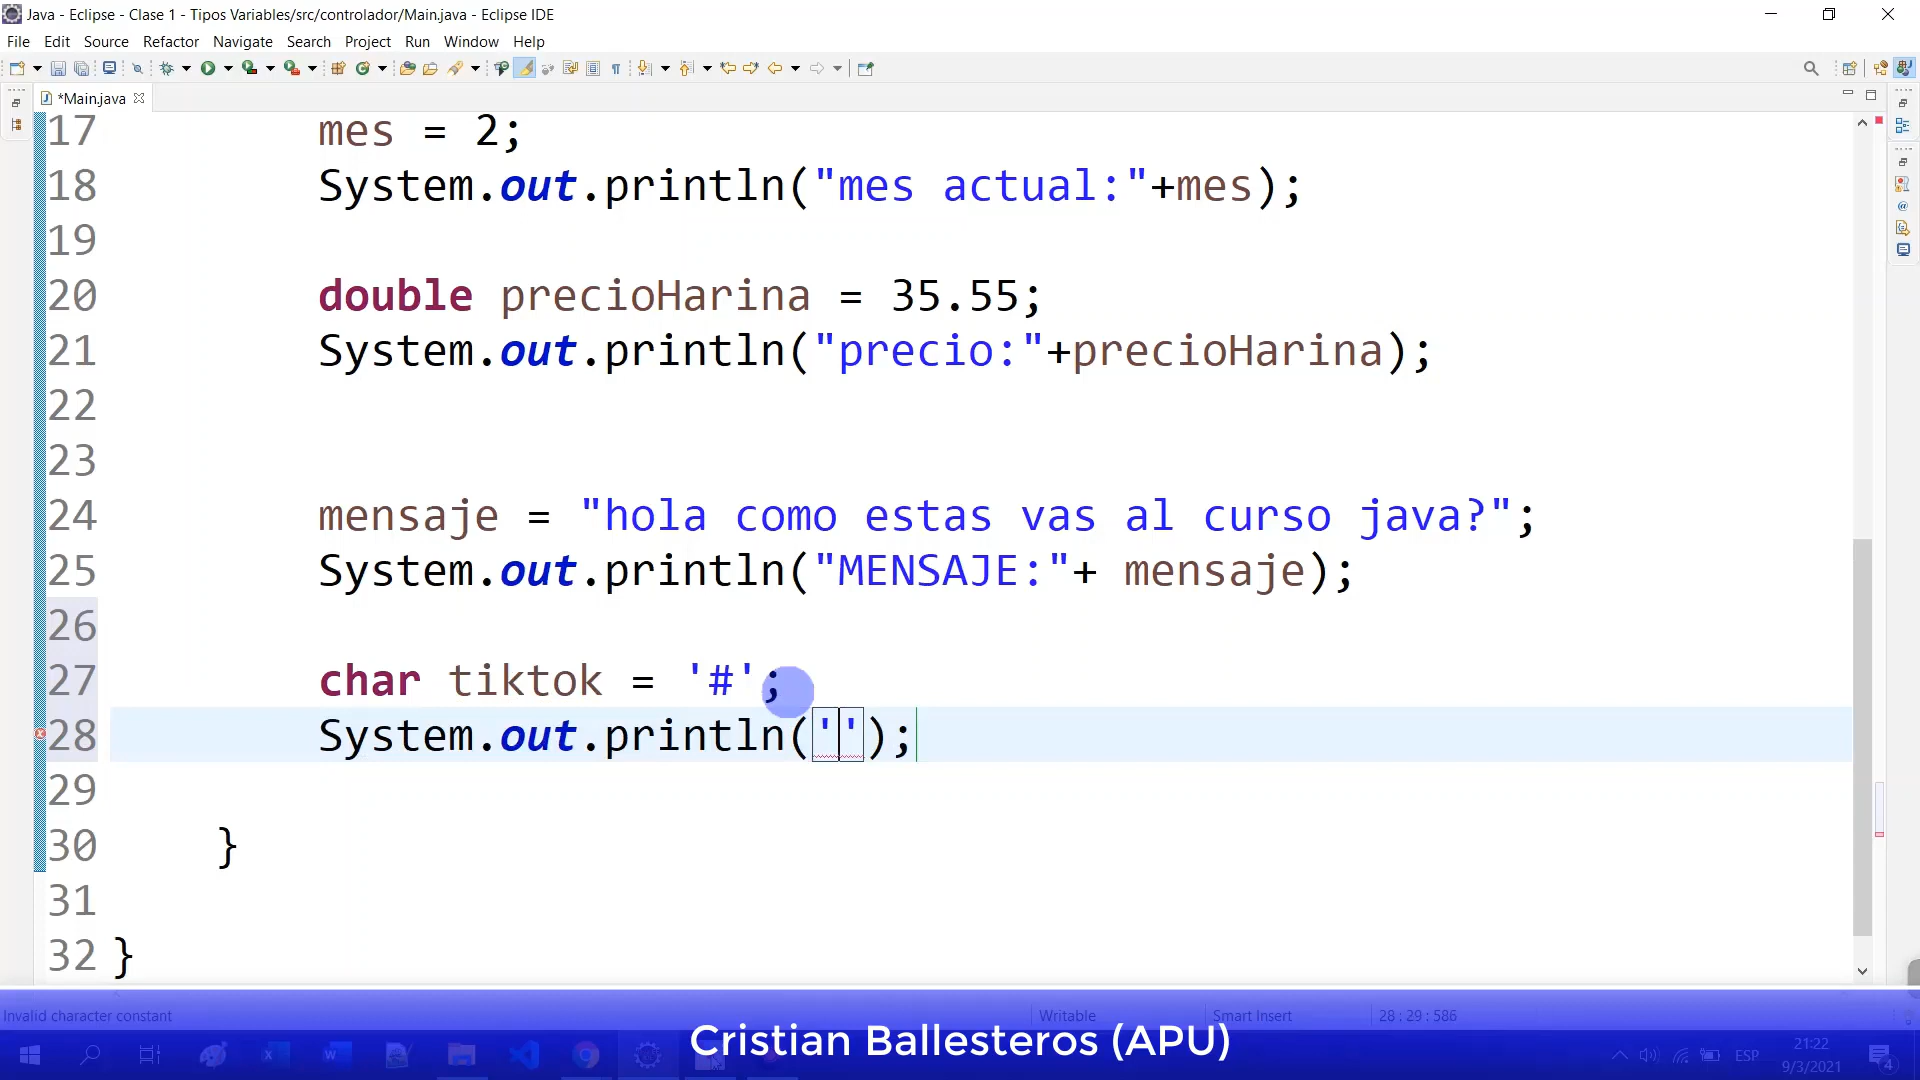 Java - Eclipse - Clase 1 - Tipos Variables/src/controlador/Main.java - Eclipse IDE
File Edit Source Refactor Navigate Search Project Run Window Help
*Main.java
17 mes = 2;
18 System.out.println("mes actual:"+mes);
19
20 double precioHarina = 35.55;
21 System.out.println("precio:"+precioHarina);
22
23
24 mensaje = "hola como estas vas al curso java?";
25 System.out.println("MENSAJE:"+ mensaje);
26
27 char tiktok = '#';
28 System.out.println('');
29
30 }
31
32 }
Invalid character constant Writable Smart Insert 28 : 29 : 586
Cristian Ballesteros (APU)
ESP 21:22
9/3/2021 4